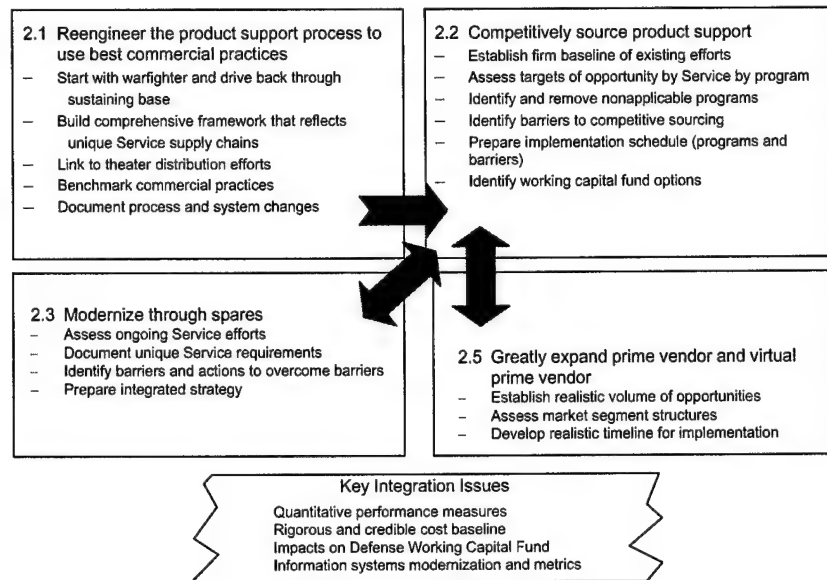 2.1 Reengineer the product support process to
use best commercial practices
– Start with warfighter and drive back through
sustaining base
– Build comprehensive framework that reflects
unique Service supply chains
– Link to theater distribution efforts
– Benchmark commercial practices
– Document process and system changes
2.2 Competitively source product support
– Establish firm baseline of existing efforts
– Assess targets of opportunity by Service by program
– Identify and remove nonapplicable programs
– Identify barriers to competitive sourcing
– Prepare implementation schedule (programs and
barriers)
– Identify working capital fund options
2.3 Modernize through spares
– Assess ongoing Service efforts
– Document unique Service requirements
– Identify barriers and actions to overcome barriers
– Prepare integrated strategy
2.5 Greatly expand prime vendor and virtual
prime vendor
– Establish realistic volume of opportunities
– Assess market segment structures
– Develop realistic timeline for implementation
Key Integration Issues
Quantitative performance measures
Rigorous and credible cost baseline
Impacts on Defense Working Capital Fund
Information systems modernization and metrics